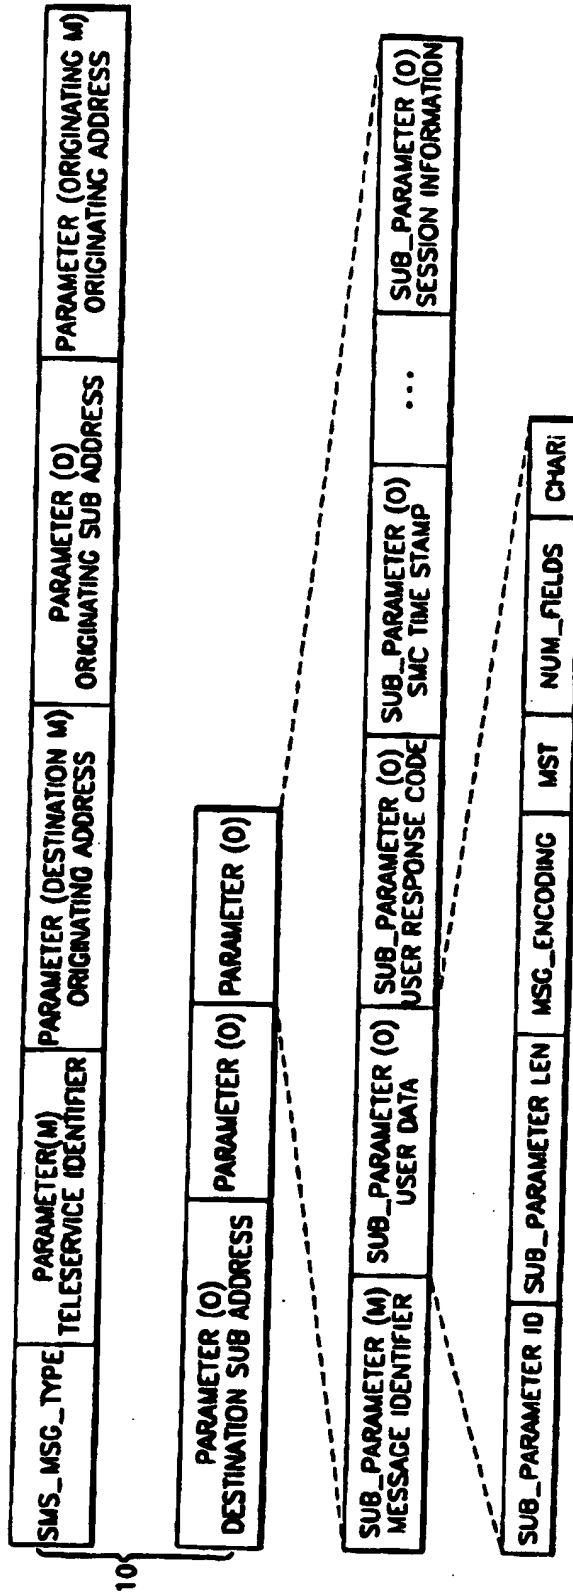 10
SMS_MSG_TYPE
PARAMETER(M)
TELESERVICE IDENTIFIER
PARAMETER (DESTINATION M)
ORIGINATING ADDRESS
PARAMETER (O)
ORIGINATING SUB ADDRESS
PARAMETER (ORIGINATING M)
ORIGINATING ADDRESS
PARAMETER (O)
DESTINATION SUB ADDRESS
PARAMETER (O)
PARAMETER (O)
SUB_PARAMETER (M)
MESSAGE IDENTIFIER
SUB_PARAMETER (O)
USER DATA
SUB_PARAMETER (O)
USER RESPONSE CODE
SUB_PARAMETER (O)
SMC TIME STAMP
...
SUB_PARAMETER (O)
SESSION INFORMATION
SUB_PARAMETER ID
SUB_PARAMETER LEN
MSG_ENCODING
MST
NUM_FIELDS
CHARi